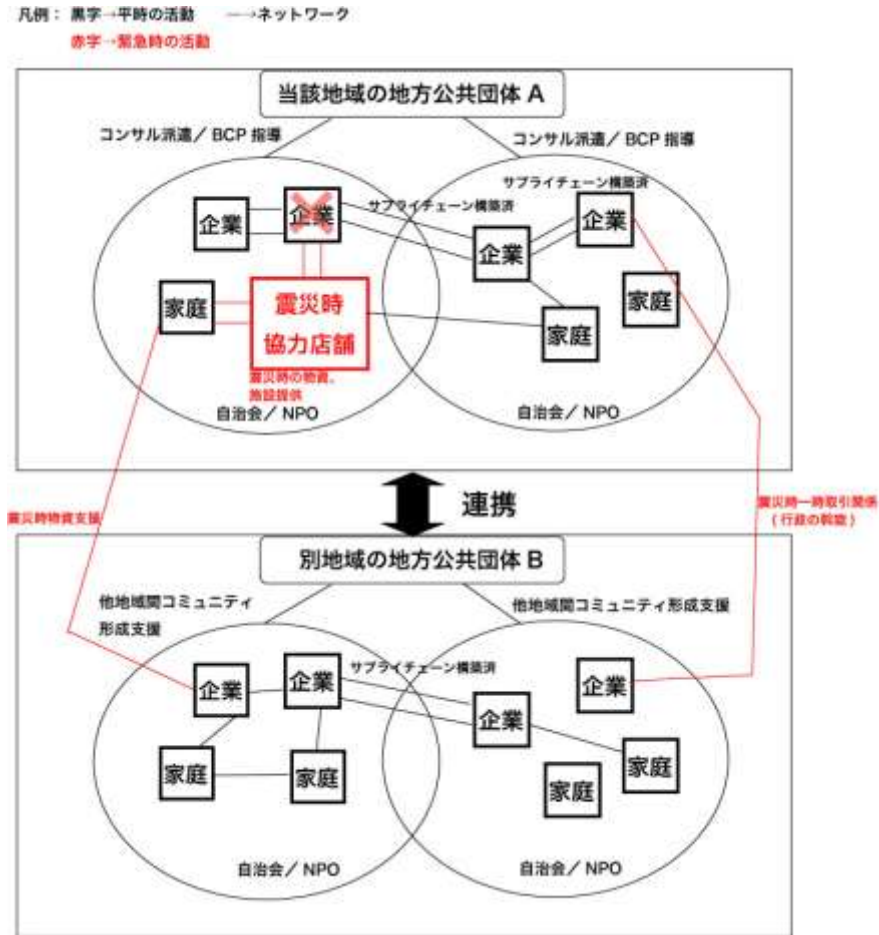 凡例： 黒字→平時の活動 ―→ネットワーク
赤字→緊急時の活動
当該地域の地方公共団体 A
コンサル派遣／BCP 指導
コンサル派遣／BCP 指導
サプライチェーン構築済
企業
企業
サプライチェーン構築済
企業
企業
家庭
震災時
協力店舗
家庭
家庭
震災時の物資、
施設提供
自治会／NPO
自治会／NPO
連携
震災時物資支援
震災時一時取引関係
（行政の斡旋）
別地域の地方公共団体 B
他地域間コミュニティ
形成支援
他地域間コミュニティ形成支援
サプライチェーン構築済
企業
企業
企業
企業
家庭
家庭
家庭
家庭
自治会／NPO
自治会／NPO